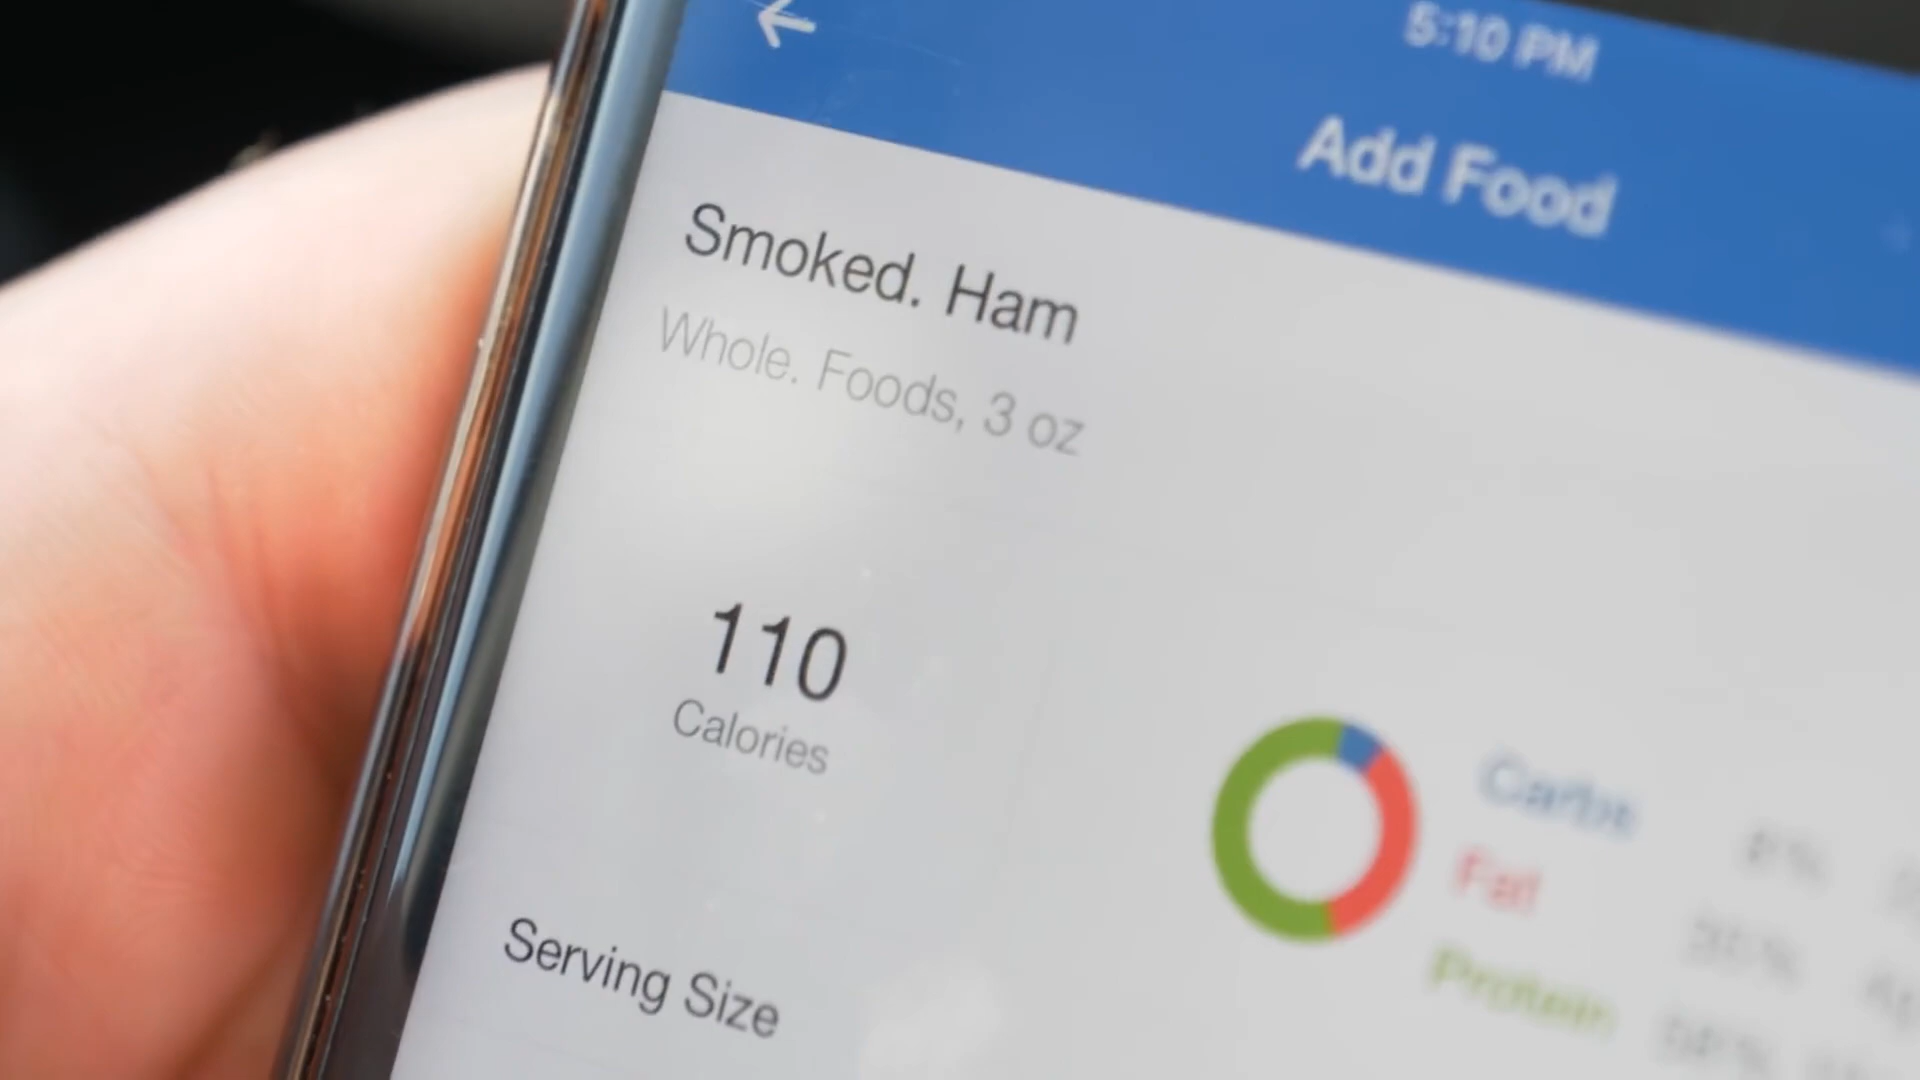 5:10 PM
Add Food
Smoked. Ham
Whole. Foods, 3 oz
110
Calories
Carbs
Fat
Protein
Serving Size